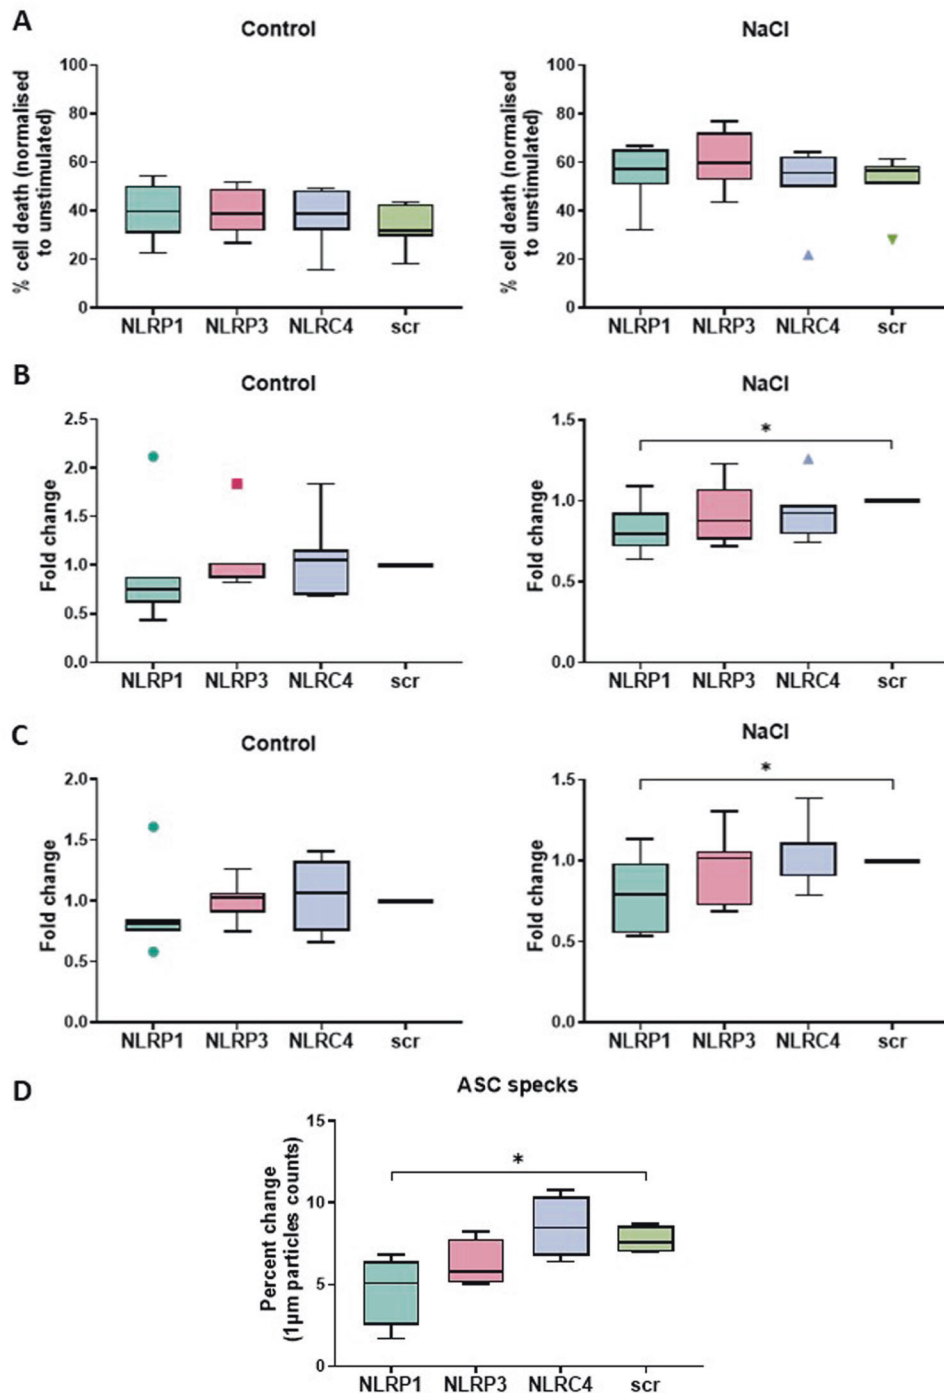 A
Control
NaCl
% cell death (normalised
to unstimulated)
100
80
60
40
20
0
NLRP1 NLRP3 NLRC4 scr
% cell death (normalised
to unstimulated)
100
80
60
40
20
0
NLRP1 NLRP3 NLRC4 scr
B
Control
NaCl
Fold change
2.5
2.0
1.5
1.0
0.5
0.0
NLRP1 NLRP3 NLRC4 scr
Fold change
1.5
1.0
0.5
0.0
*
NLRP1 NLRP3 NLRC4 scr
C
Control
NaCl
Fold change
2.0
1.5
1.0
0.5
0.0
NLRP1 NLRP3 NLRC4 scr
Fold change
1.5
1.0
0.5
0.0
*
NLRP1 NLRP3 NLRC4 scr
D
ASC specks
Percent change
(1μm particles counts)
15
10
5
0
*
NLRP1 NLRP3 NLRC4 scr